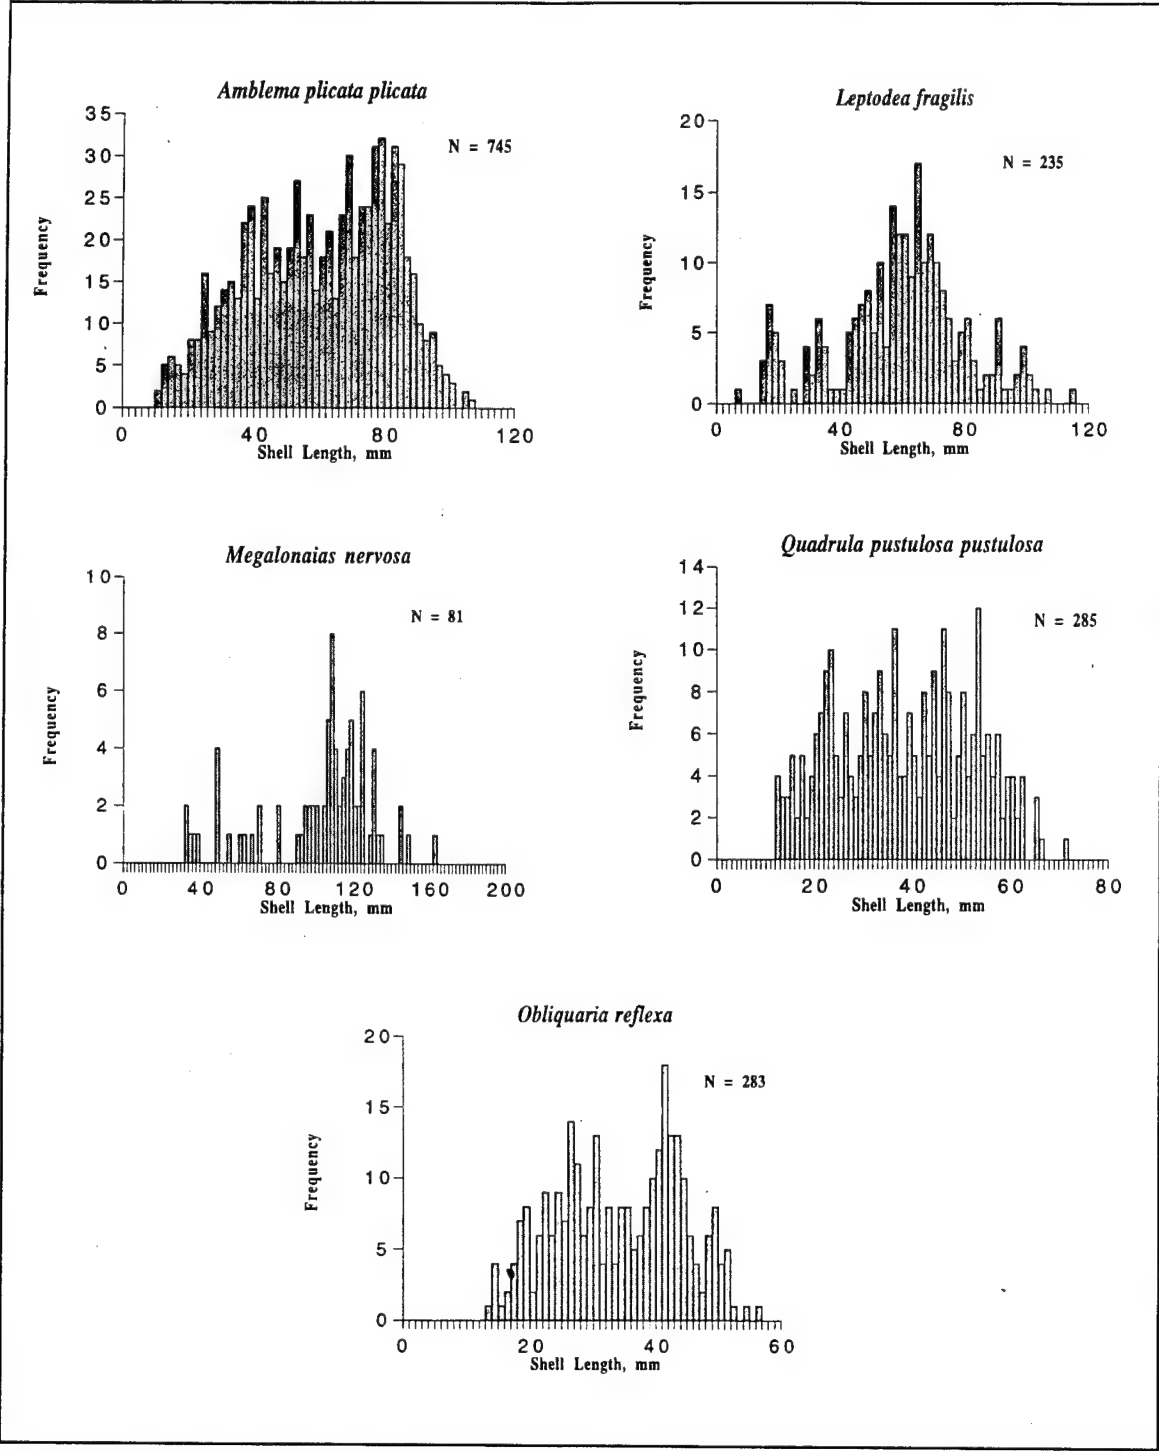 Amblema plicata plicata
N = 745
Frequency
35
30
25
20
15
10
5
0
0 40 80 120
Shell Length, mm
Leptodea fragilis
N = 235
Frequency
20
15
10
5
0
0 40 80 120
Shell Length, mm
Megalonaias nervosa
N = 81
Frequency
10
8
6
4
2
0
0 40 80 120 160 200
Shell Length, mm
Quadrula pustulosa pustulosa
N = 285
Frequency
14
12
10
8
6
4
2
0
0 20 40 60 80
Shell Length, mm
Obliquaria reflexa
N = 283
Frequency
20
15
10
5
0
0 20 40 60
Shell Length, mm